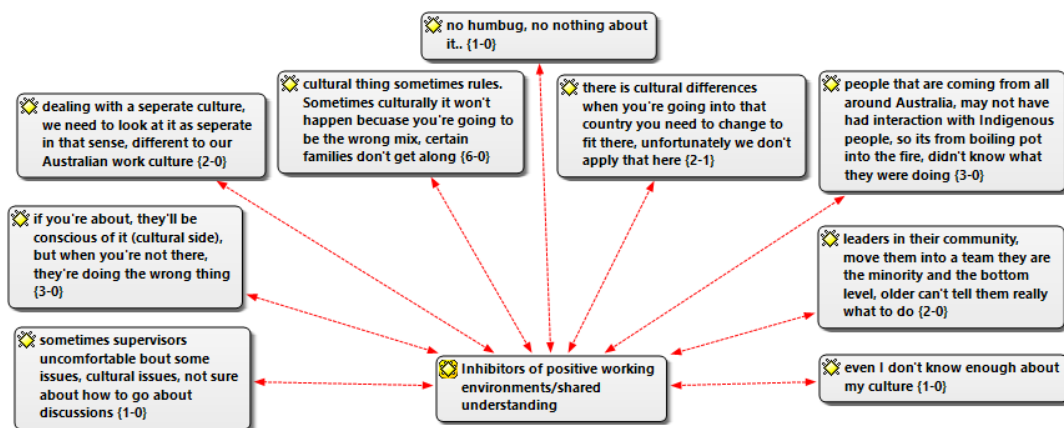 no humbug, no nothing about
it.. {1-0}
cultural thing sometimes rules.
Sometimes culturally it won't
happen becuase you're going to
be the wrong mix, certain
families don't get along {6-0}
there is cultural differences
when you're going into that
country you need to change to
fit there, unfortunately we don't
apply that here {2-1}
people that are coming from all
around Australia, may not have
had interaction with Indigenous
people, so its from boiling pot
into the fire, didn't know what
they were doing {3-0}
dealing with a seperate culture,
we need to look at it as seperate
in that sense, different to our
Australian work culture {2-0}
if you're about, they'll be
conscious of it (cultural side),
but when you're not there,
they're doing the wrong thing
{3-0}
leaders in their community,
move them into a team they are
the minority and the bottom
level, older can't tell them really
what to do {2-0}
sometimes supervisors
uncomfortable bout some
issues, cultural issues, not sure
about how to go about
discussions {1-0}
Inhibitors of positive working
environments/shared
understanding
even I don't know enough about
my culture {1-0}